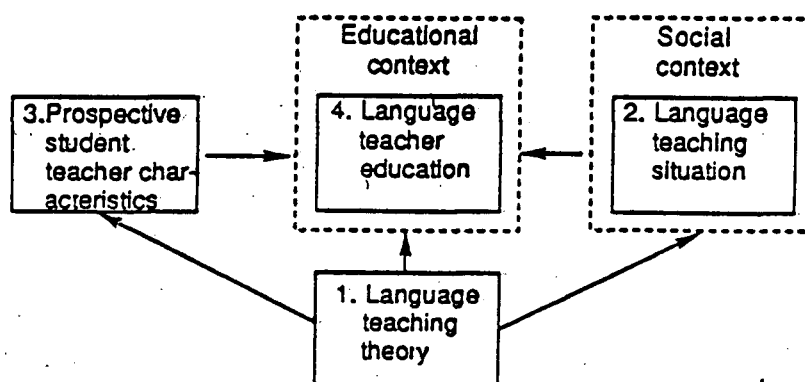 Educational
context
Social
context
3.Prospective
student
teacher char-
acteristics
4. Language
teacher
education
2. Language
teaching
situation
1. Language
teaching
theory